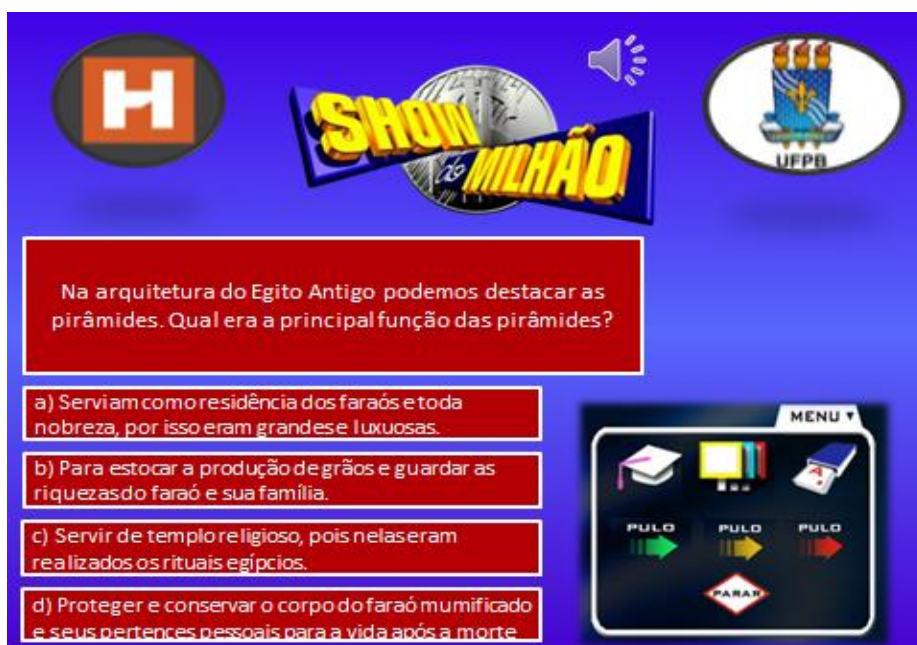 H
SHOW
do MILHÃO
UFPB
Na arquitetura do Egito Antigo podemos destacar as
pirâmides. Qual era a principal função das pirâmides?
a) Serviam como residência dos faraós e toda
nobreza, por isso eram grandes e luxuosas.
b) Para estocar a produção de grãos e guardar as
riquezas do faraó e sua família.
c) Servir de templo religioso, pois nelas eram
realizados os rituais egípcios.
d) Proteger e conservar o corpo do faraó mumificado
e seus pertences pessoais para a vida após a morte
MENU
A
PULO
PULO
PULO
PARAR